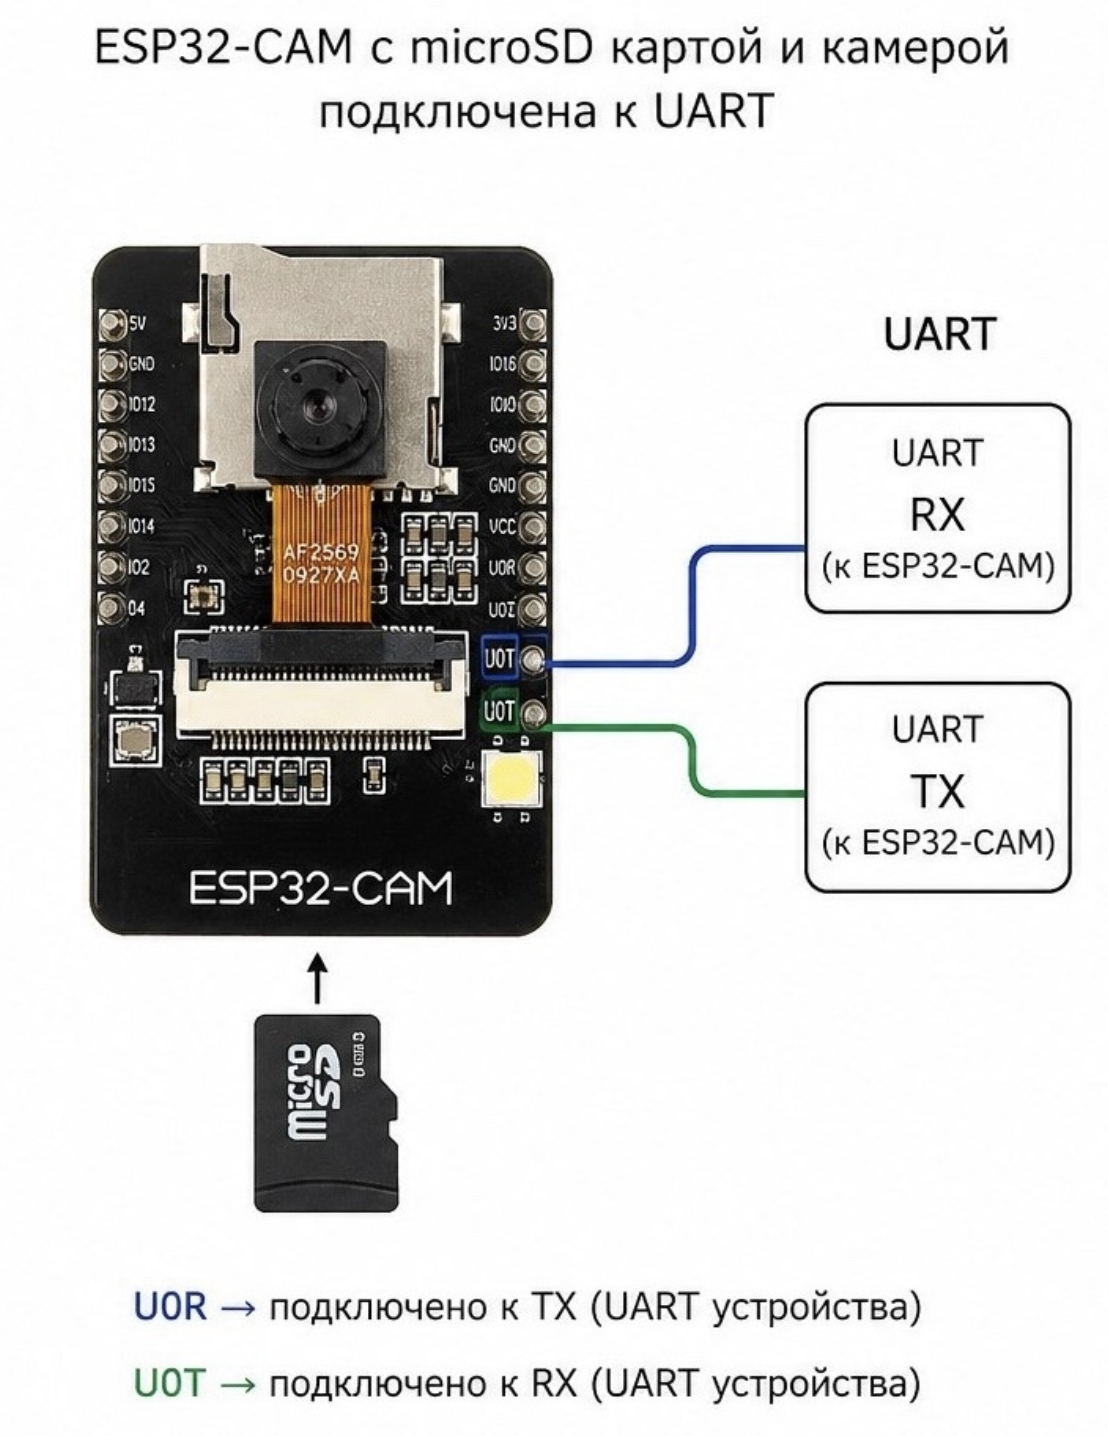 ESP32-CAM с microSD картой и камерой
подключена к UART
5V
GND
IO12
IO13
IO15
IO14
IO2
04
3V3
IO16
GND
GND
VCC
U0R
U0T
U0T
AF2569
0927XA
ESP32-CAM
UART
UART
RX
(к ESP32-CAM)
UART
TX
(к ESP32-CAM)
micro
SD
U0R → подключено к TX (UART устройства)
U0T → подключено к RX (UART устройства)